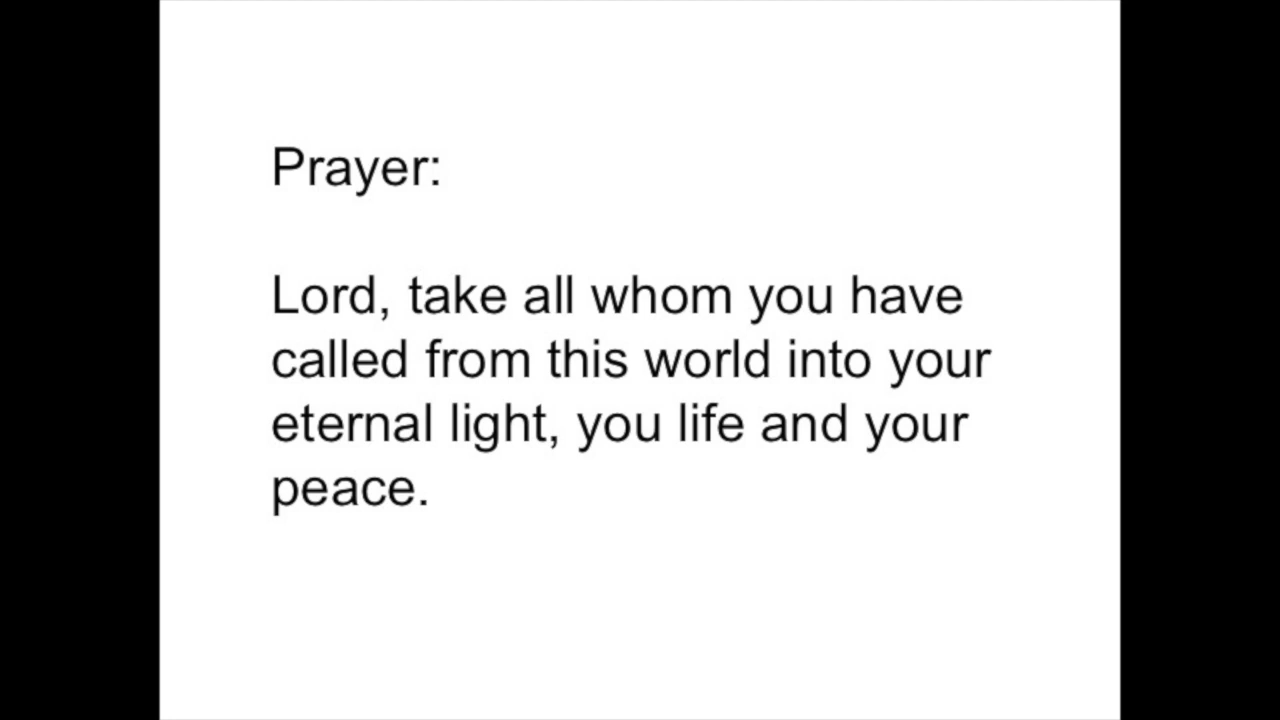 Prayer:
Lord, take all whom you have
called from this world into your
eternal light, you life and your
peace.